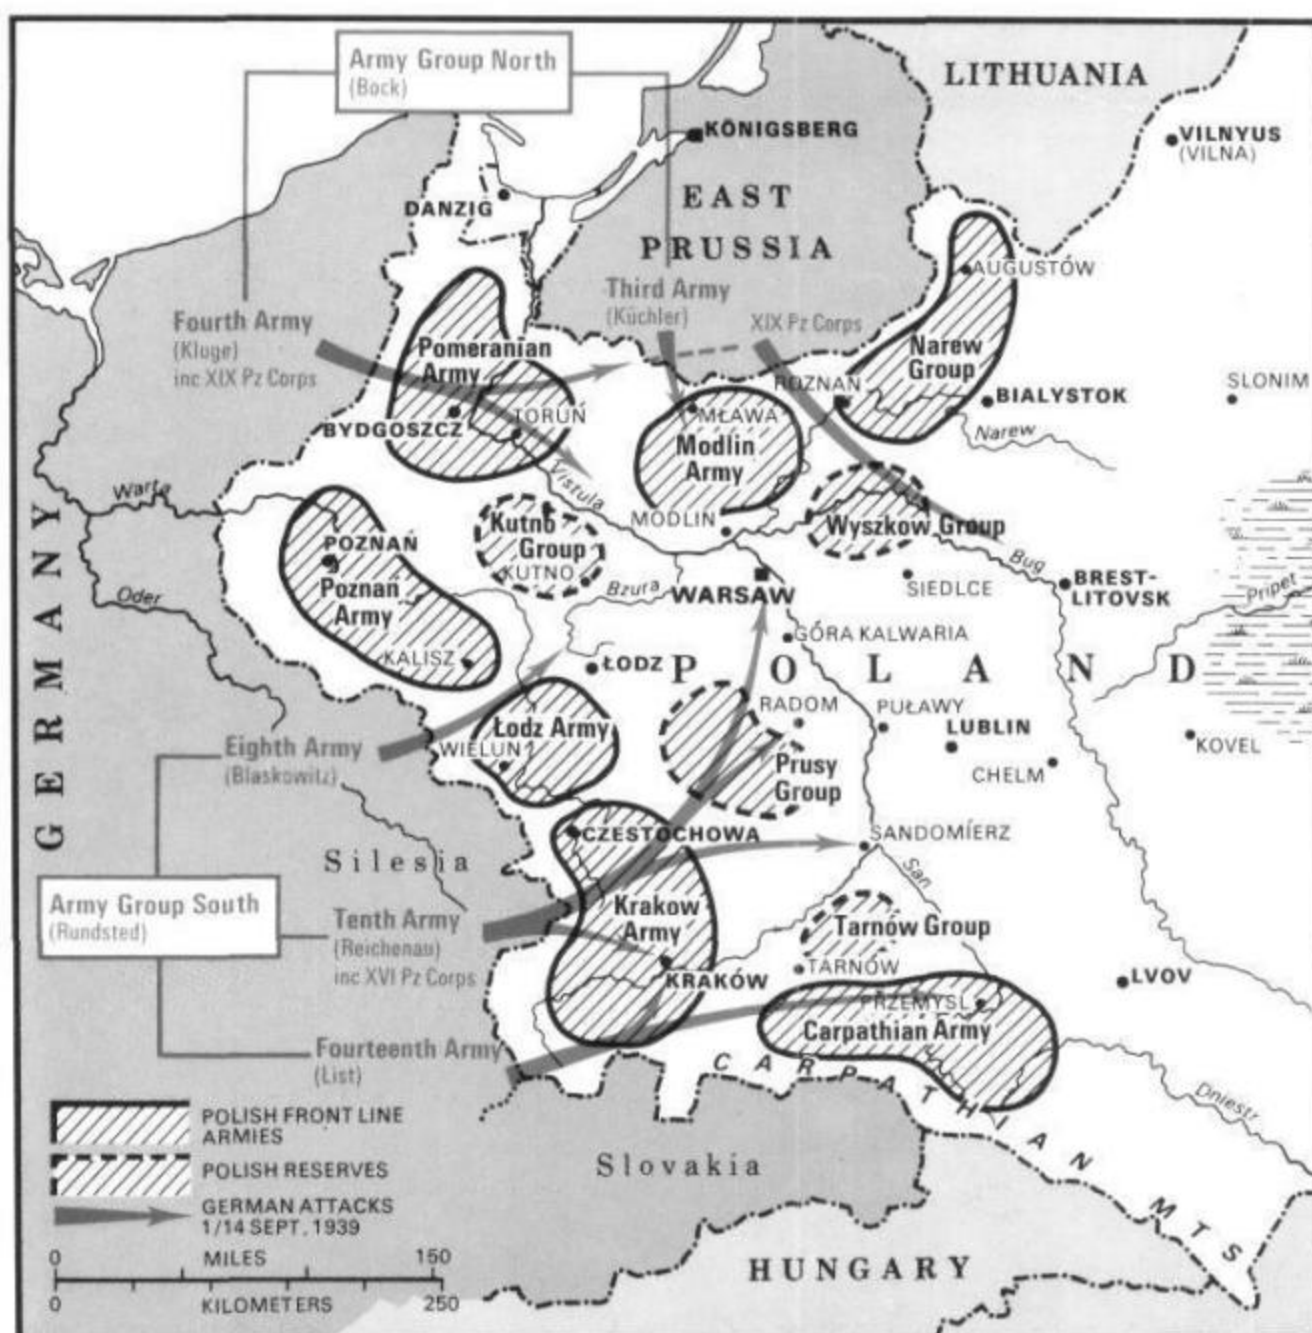 Army Group North
(Bock)
LITHUANIA
KÖNIGSBERG
VILNYUS
(VILNA)
DANZIG
EAST
PRUSSIA
AUGUSTÓW
Fourth Army
(Kluge)
inc XIX Pz Corps
Third Army
(Küchler)
XIX Pz Corps
Pomeranian
Army
Narew
Group
ROZNAŃ
BIALYSTOK
SLONIM
BYDGOSZCZ
TORUŃ
MŁAWA
Modlin
Army
Narew
Warta
Vistula
MODLIN
Kutno
Group
KUTNO
Wyszkow Group
POZNAŃ
Poznan
Army
Bug
Oder
Bzura
WARSAW
SIEDLCE
BREST-
LITOVSK
Pripet
GÓRA KALWARIA
KALISZ
ŁODZ
POLAND
GERMANY
RADOM
PUŁAWY
LUBLIN
KOVEL
CHELM
Eighth Army
(Blaskowitz)
WIELUN
Łodz Army
Prusy
Group
CZESTOCHOWA
SANDOMÍERZ
Silesia
San
Army Group South
(Rundsted)
Tenth Army
(Reichenau)
inc XVI Pz Corps
Krakow
Army
Tarnów Group
TARNÓW
KRAKÓW
LVOV
PRZEMYSL
Carpathian Army
Fourteenth Army
(List)
CARPATHIAN MTS
Dniestr
POLISH FRONT LINE
ARMIES
POLISH RESERVES
GERMAN ATTACKS
1/14 SEPT, 1939
Slovakia
HUNGARY
0 MILES 150
0 KILOMETERS 250